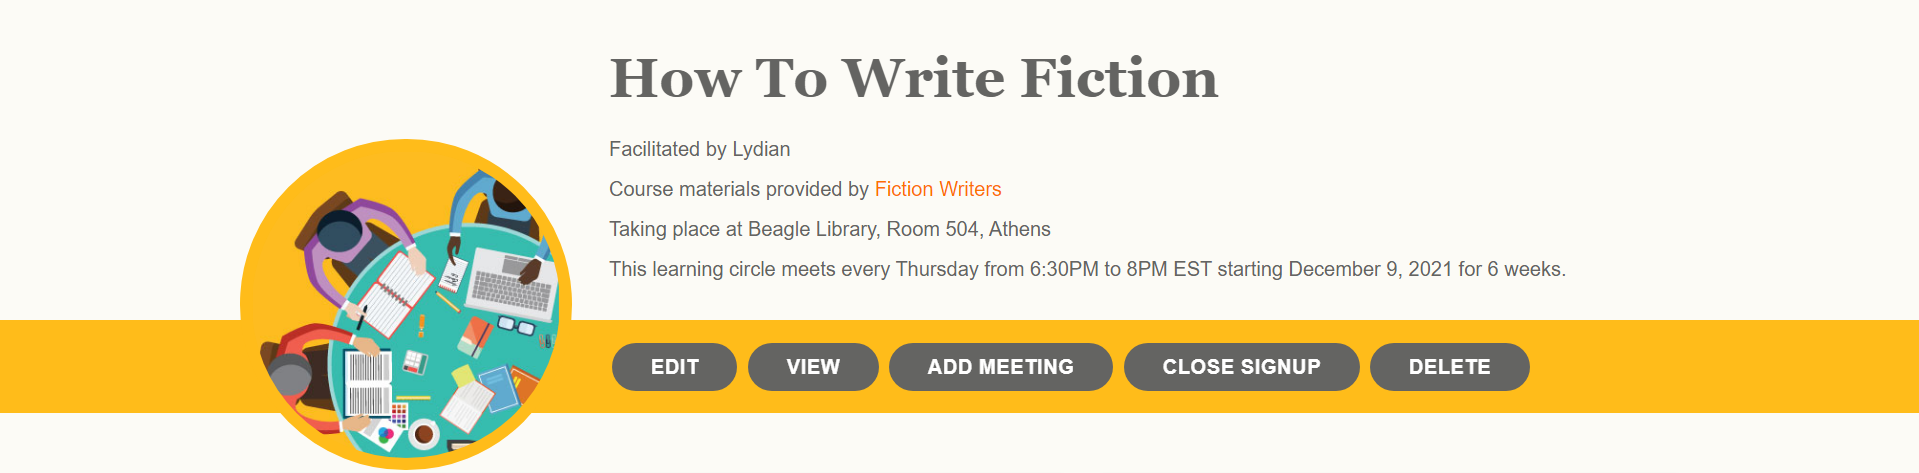 How To Write Fiction
Facilitated by Lydian
Course materials provided by Fiction Writers
Taking place at Beagle Library, Room 504, Athens
This learning circle meets every Thursday from 6:30PM to 8PM EST starting December 9, 2021 for 6 weeks.
EDIT VIEW ADD MEETING CLOSE SIGNUP DELETE